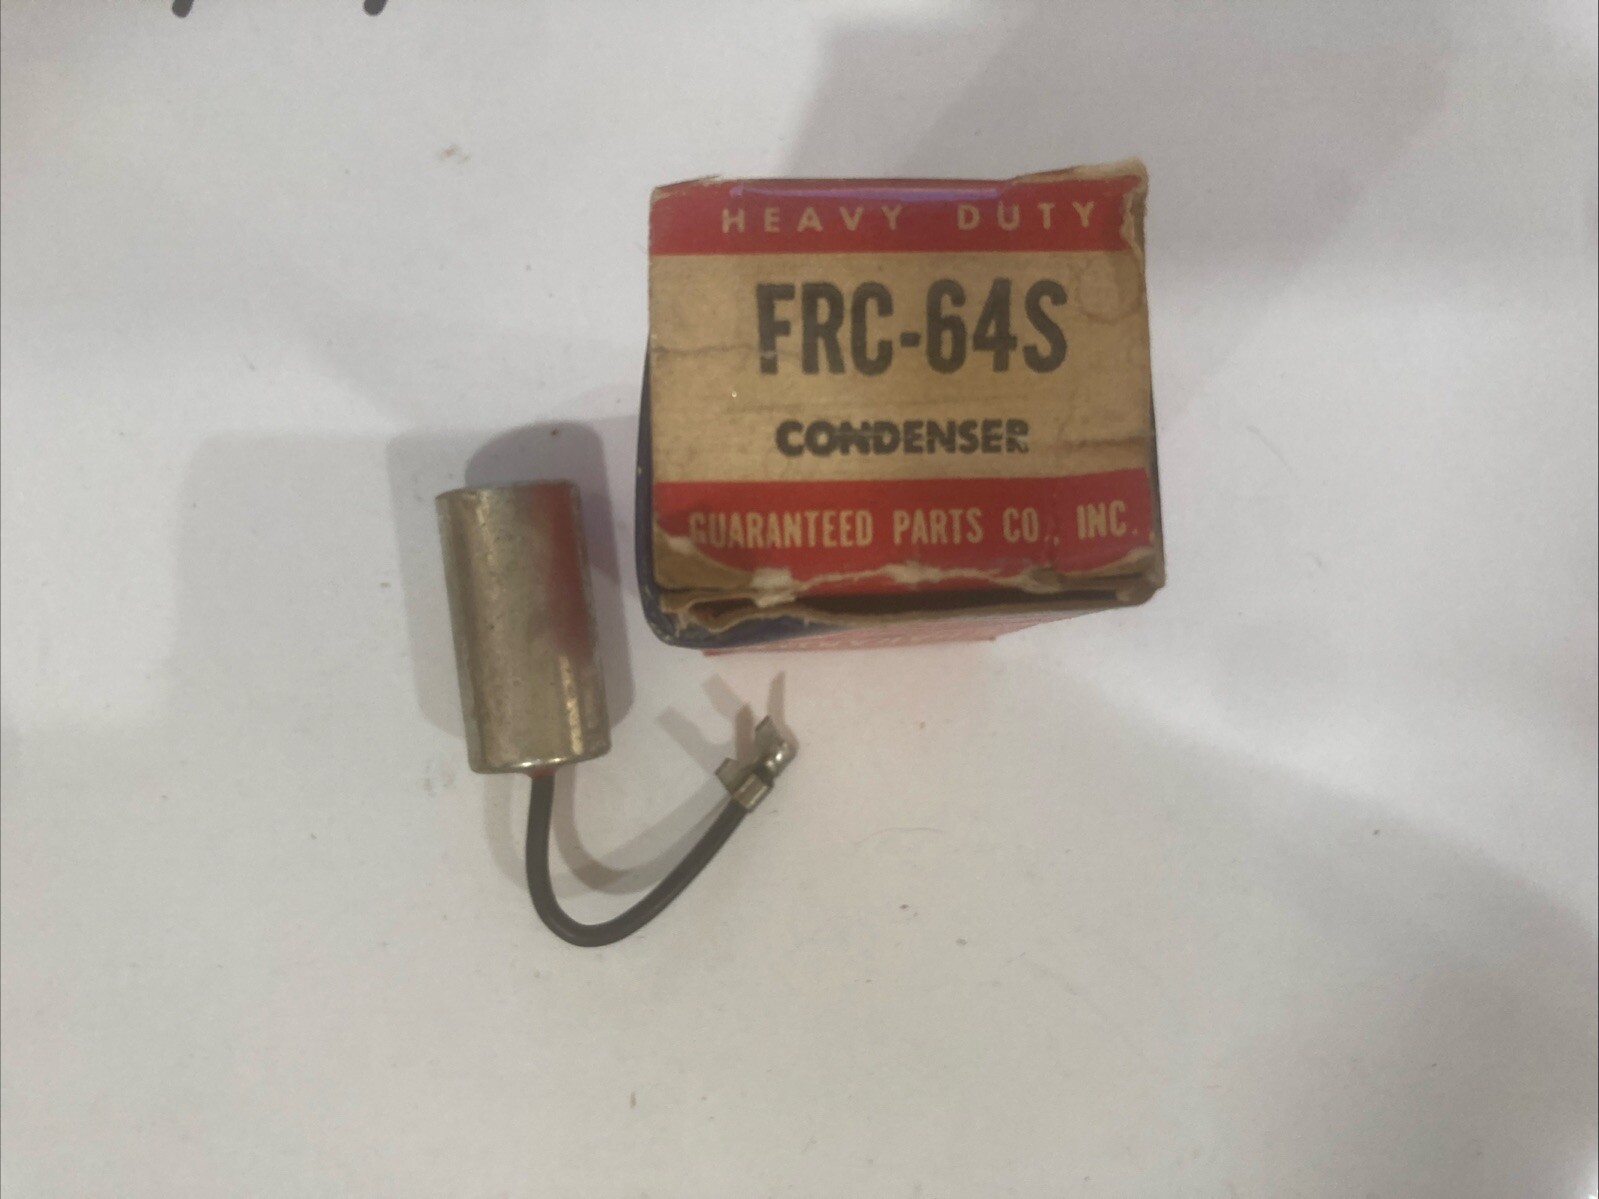 HEAVY DUTY
FRC-64S
CONDENSER
GUARANTEED PARTS CO., INC.